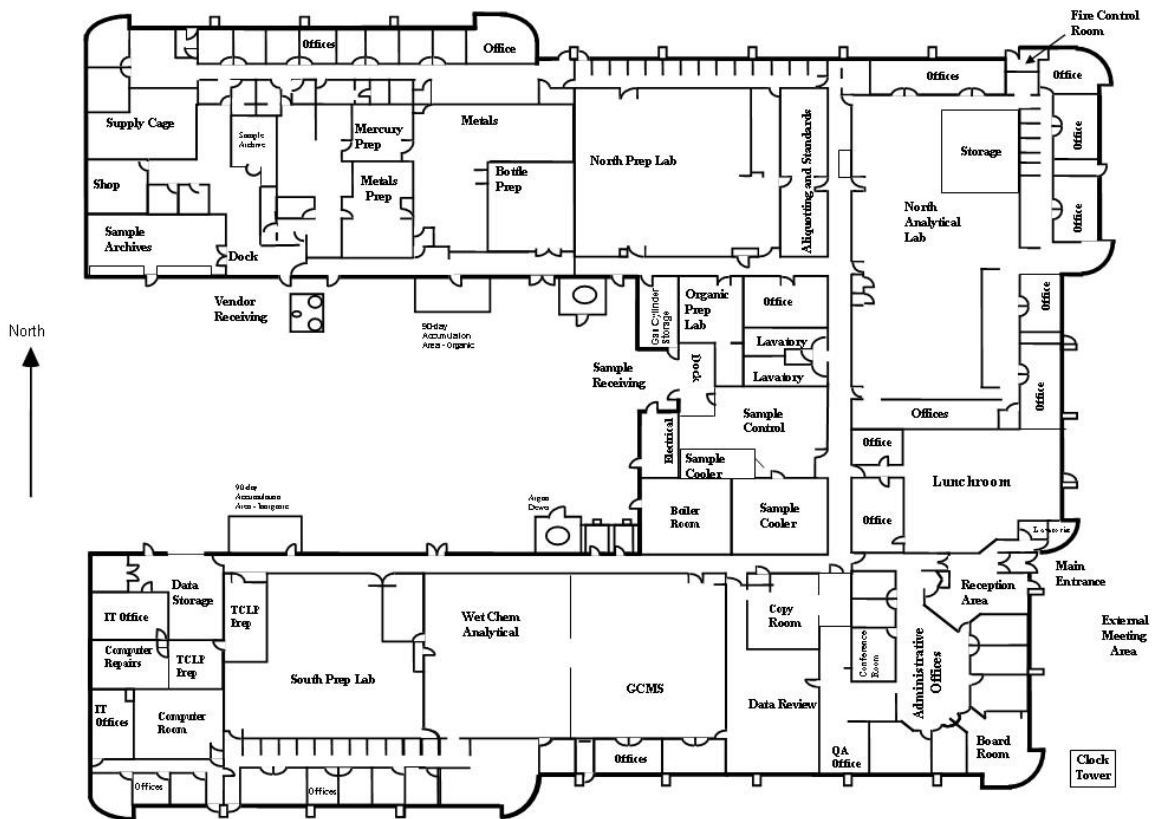 Fire Control
Room
Offices
Office
Offices
Office
Supply Cage
Sample
Archive
Mercury
Prep
Metals
Aliquotting and Standards
Storage
Office
North Prep Lab
Shop
Metals
Prep
Bottle
Prep
North
Analytical
Lab
Office
Sample
Archives
Dock
Vendor
Receiving
90-day
Accumulation
Area - Organic
Gas Cylinder
Storage
Organic
Prep
Lab
Office
Office
North
Lavatory
Sample
Receiving
Dock
Lavatory
Office
Sample
Control
Offices
Electrical
Office
Sample
Cooler
Lunchroom
90-day
Accumulation
Area - Inorganic
Argon
Dewar
Boiler
Room
Sample
Cooler
Office
Main
Entrance
Data
Storage
Reception
Area
IT Office
TCLP
Prep
Wet Chem
Analytical
Copy
Room
External
Meeting
Area
Computer
Repairs
TCLP
Prep
South Prep Lab
Conference
Room
Administrative
Offices
GCMS
IT
Offices
Computer
Room
Data Review
QA
Office
Board
Room
Offices
Offices
Offices
Clock
Tower